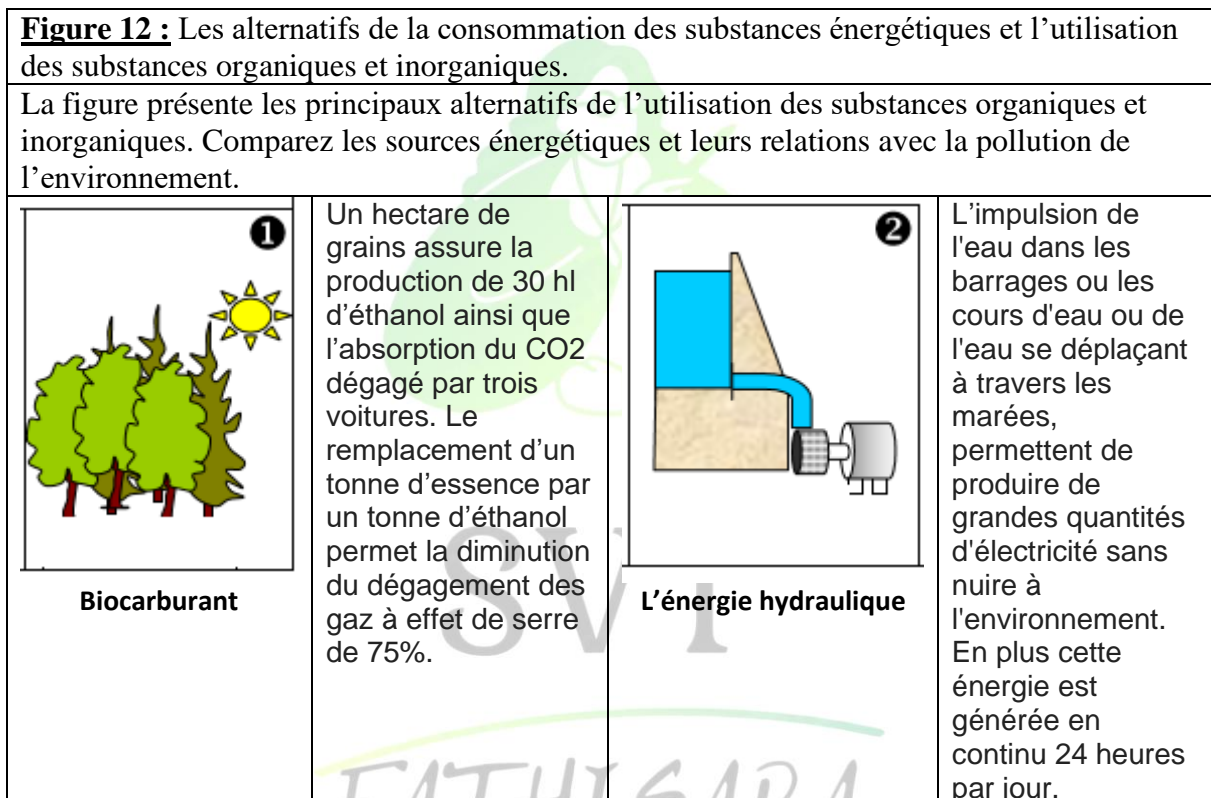 Figure 12 : Les alternatifs de la consommation des substances énergétiques et l’utilisation
des substances organiques et inorganiques.
La figure présente les principaux alternatifs de l’utilisation des substances organiques et
inorganiques. Comparez les sources énergétiques et leurs relations avec la pollution de
l’environnement.
❶
Biocarburant
Un hectare de
grains assure la
production de 30 hl
d’éthanol ainsi que
l’absorption du CO2
dégagé par trois
voitures. Le
remplacement d’un
tonne d’essence par
un tonne d’éthanol
permet la diminution
du dégagement des
gaz à effet de serre
de 75%.
❷
L’énergie hydraulique
L'impulsion de
l'eau dans les
barrages ou les
cours d'eau ou de
l'eau se déplaçant
à travers les
marées,
permettent de
produire de
grandes quantités
d'électricité sans
nuire à
l'environnement.
En plus cette
énergie est
générée en
continu 24 heures
par jour.
SVT
FATHI SARA